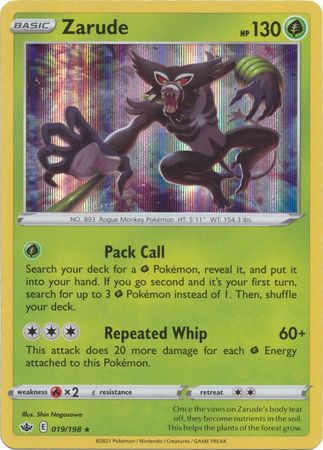 BASIC Zarude HP 130
NO. 893 Rogue Monkey Pokémon HT: 5'11" WT: 154.3 lbs.
Pack Call
Search your deck for a Pokémon, reveal it, and put it
into your hand. If you go second and it's your first turn,
search for up to 3 Pokémon instead of 1. Then, shuffle
your deck.
Repeated Whip 60+
This attack does 20 more damage for each Energy
attached to this Pokémon.
weakness ×2 resistance retreat
Illus. Shin Nagasawa
E 019/198 ★
Once the vines on Zarude's body tear
off, they become nutrients in the soil.
This helps the plants of the forest grow.
©2021 Pokémon / Nintendo / Creatures / GAME FREAK